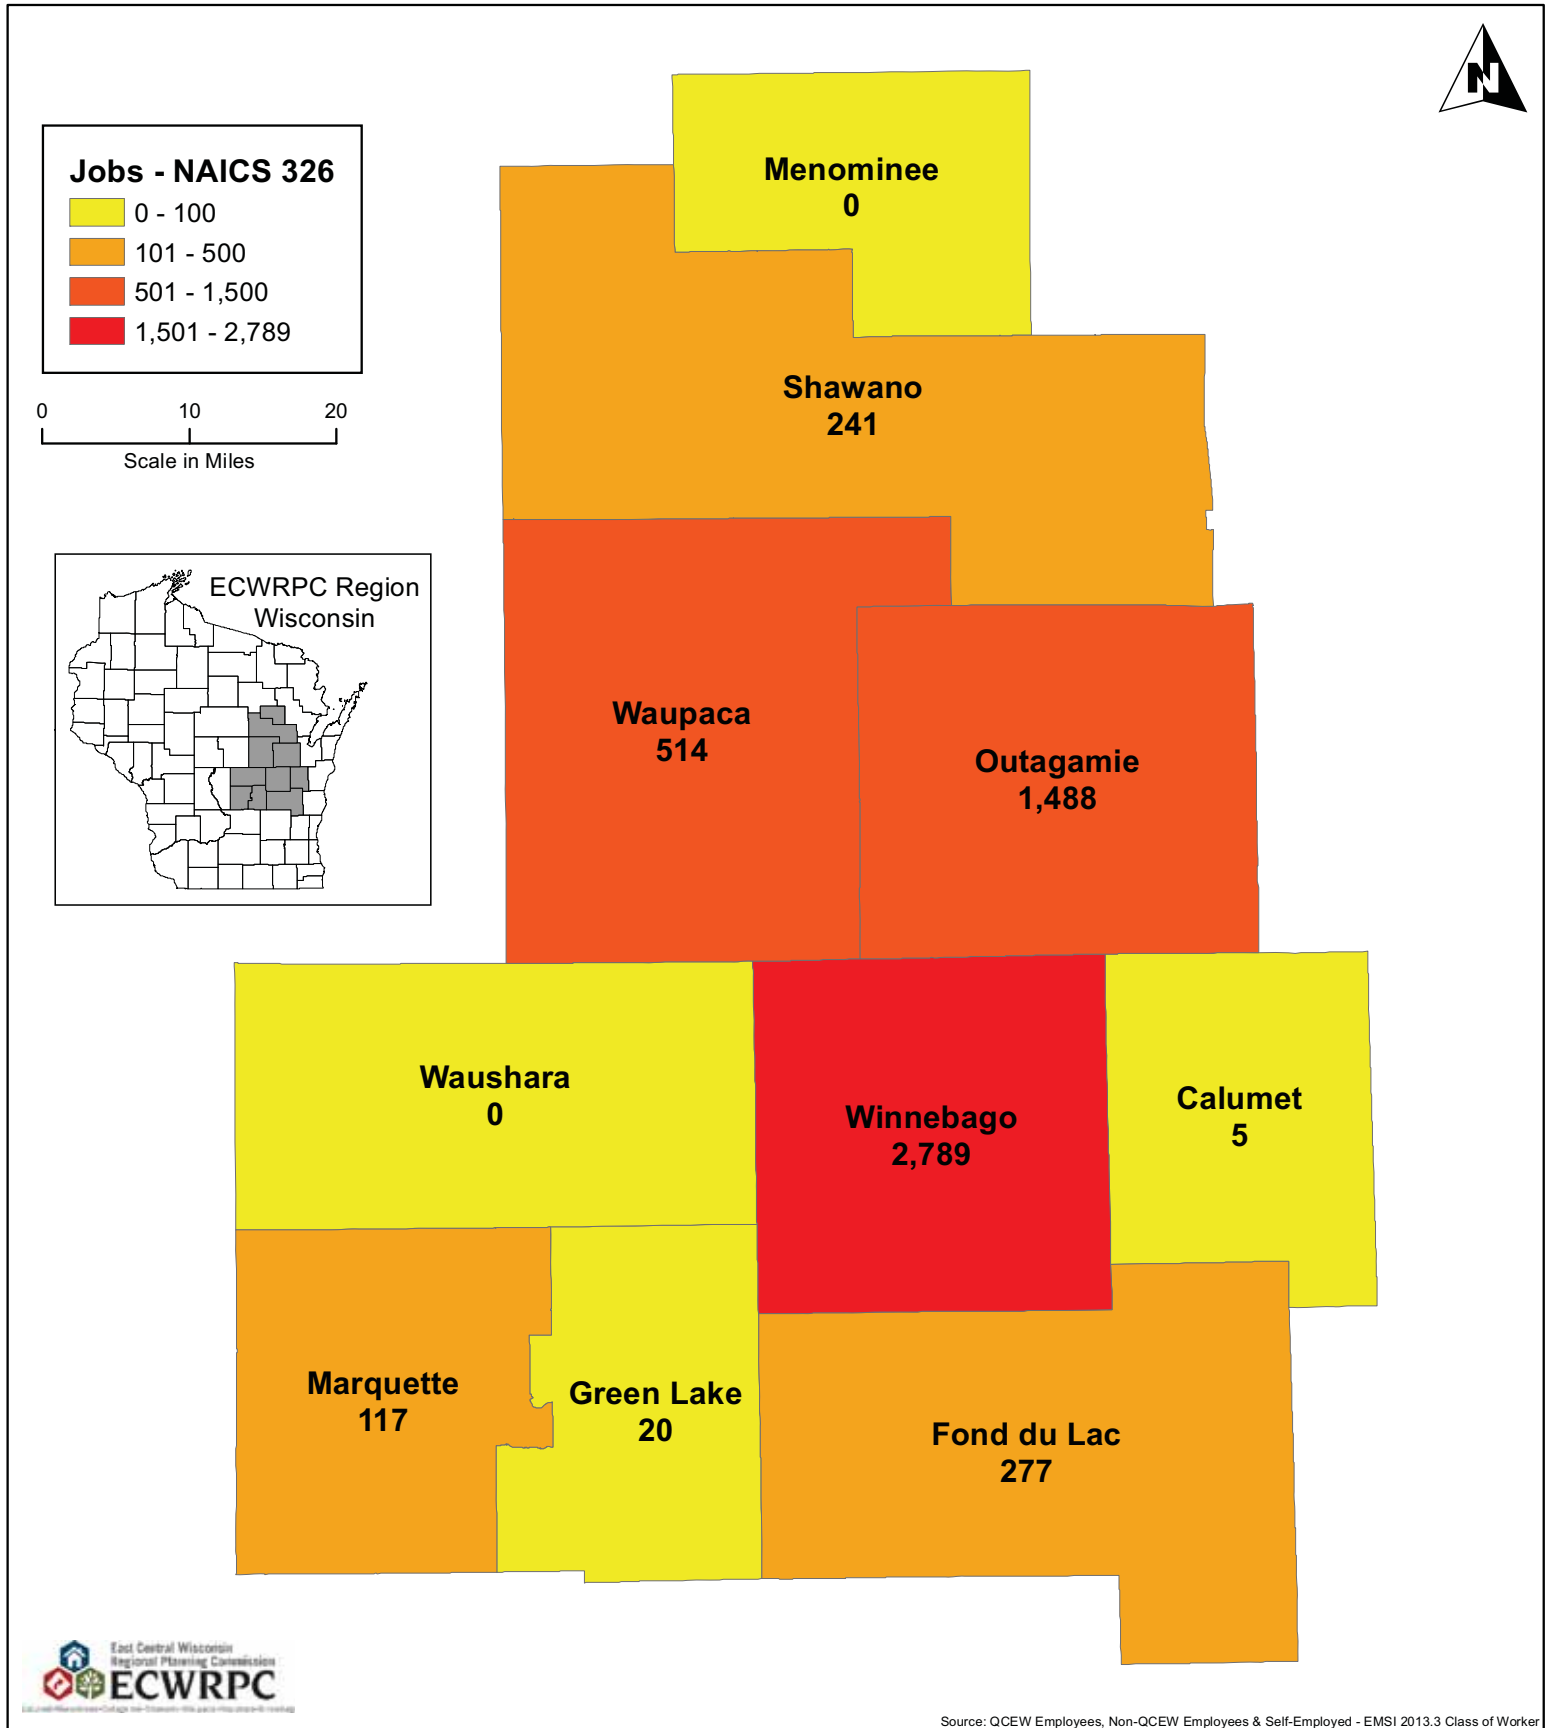 N
Jobs - NAICS 326
0 - 100
101 - 500
501 - 1,500
1,501 - 2,789
0 10 20
Scale in Miles
ECWRPC Region
Wisconsin
Menominee
0
Shawano
241
Waupaca
514
Outagamie
1,488
Waushara
0
Winnebago
2,789
Calumet
5
Marquette
117
Green Lake
20
Fond du Lac
277
East Central Wisconsin
Regional Planning Commission
ECWRPC
Source: QCEW Employees, Non-QCEW Employees & Self-Employed - EMSI 2013.3 Class of Worker